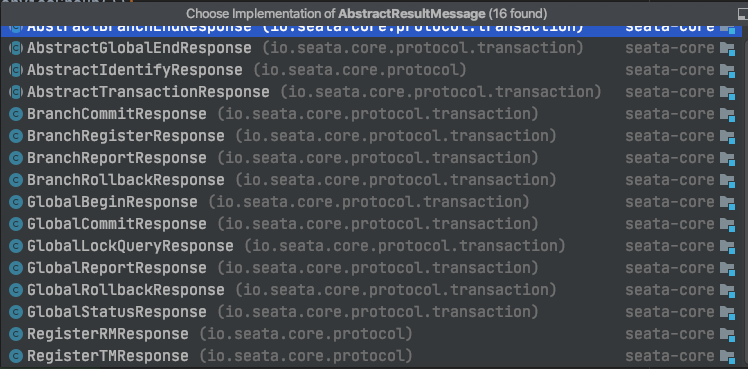 Choose Implementation of AbstractResultMessage (16 found)
AbstractBranchEndResponse (io.seata.core.protocol.transaction) seata-core
AbstractGlobalEndResponse (io.seata.core.protocol.transaction) seata-core
AbstractIdentifyResponse (io.seata.core.protocol) seata-core
AbstractTransactionResponse (io.seata.core.protocol.transaction) seata-core
BranchCommitResponse (io.seata.core.protocol.transaction) seata-core
BranchRegisterResponse (io.seata.core.protocol.transaction) seata-core
BranchReportResponse (io.seata.core.protocol.transaction) seata-core
BranchRollbackResponse (io.seata.core.protocol.transaction) seata-core
GlobalBeginResponse (io.seata.core.protocol.transaction) seata-core
GlobalCommitResponse (io.seata.core.protocol.transaction) seata-core
GlobalLockQueryResponse (io.seata.core.protocol.transaction) seata-core
GlobalReportResponse (io.seata.core.protocol.transaction) seata-core
GlobalRollbackResponse (io.seata.core.protocol.transaction) seata-core
GlobalStatusResponse (io.seata.core.protocol.transaction) seata-core
RegisterRMResponse (io.seata.core.protocol) seata-core
RegisterTMResponse (io.seata.core.protocol) seata-core